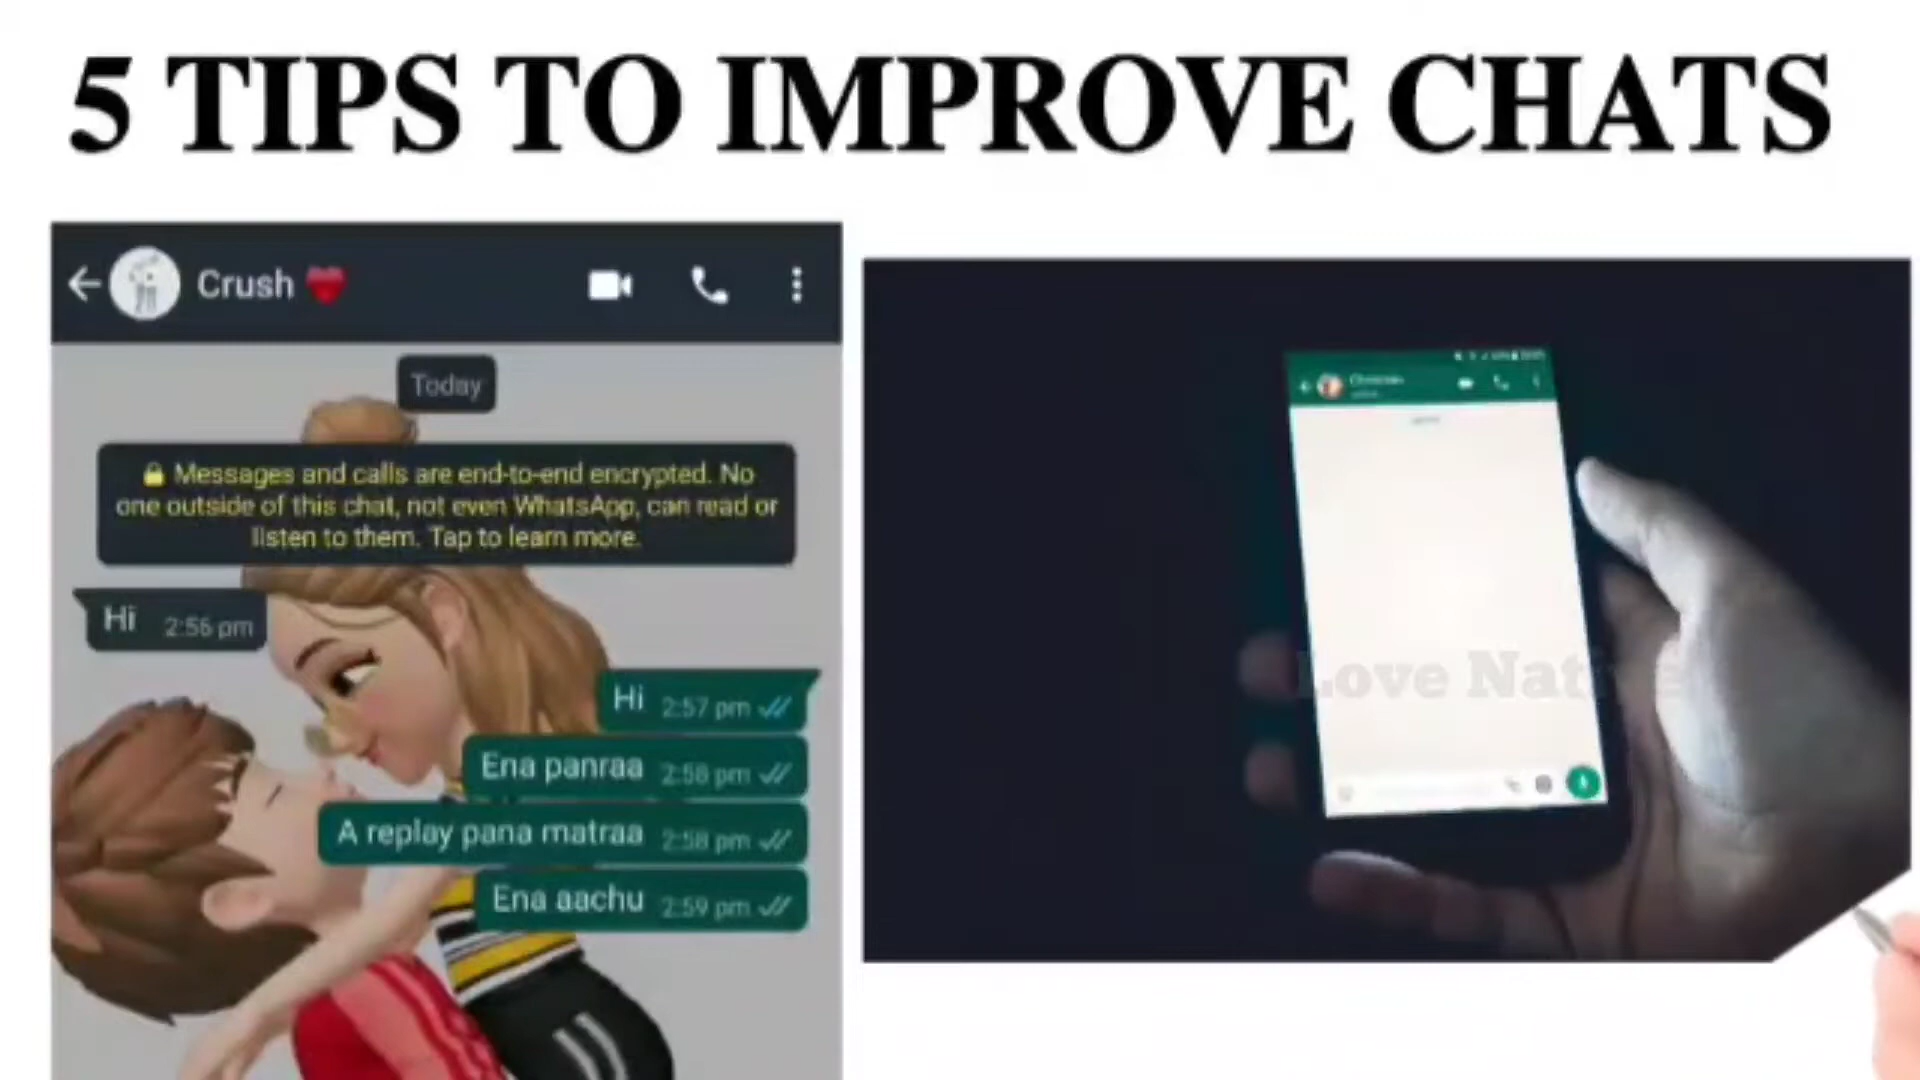 5 TIPS TO IMPROVE CHATS
Crush
Today
Messages and calls are end-to-end encrypted. No
one outside of this chat, not even WhatsApp, can read or
listen to them. Tap to learn more.
Hi 2:56 pm
Hi 2:57 pm
Ena panraa 2:58 pm
A replay pana matraa 2:58 pm
Ena aachu 2:59 pm
Love Native